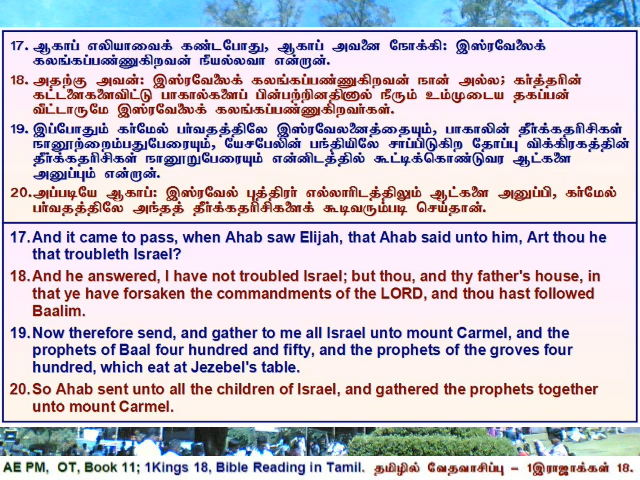 17. ஆகாப் எலியாவைக் கண்டபோது, ஆகாப் அவனை நோக்கி: இஸ்ரவேலைக்
கலங்கப்பண்ணுகிறவன் நீயல்லவா என்றான்.
18. அதற்கு அவன்: இஸ்ரவேலைக் கலங்கப்பண்ணுகிறவன் நான் அல்ல; கர்த்தரின்
கட்டளைகளைவிட்டு பாகால்களைப் பின்பற்றினதினால் நீரும் உம்முடைய தகப்பன்
வீட்டாருமே இஸ்ரவேலைக் கலங்கப்பண்ணுகிறவர்கள்.
19. இப்போதும் கர்மேல் பர்வதத்திலே இஸ்ரவேலனைத்தையும், பாகாலின் தீர்க்கதரிசிகள்
நானூற்றைம்பதுபேரையும், யேசபேலின் பந்தியிலே சாப்பிடுகிற தோப்பு விக்கிரகத்தின்
தீர்க்கதரிசிகள் நானூறுபேரையும் என்னிடத்தில் கூட்டிக்கொண்டுவர ஆட்களை
அனுப்பும் என்றான்.
20. அப்படியே ஆகாப்: இஸ்ரவேல் புத்திரர் எல்லாரிடத்திலும் ஆட்களை அனுப்பி, கர்மேல்
பர்வதத்திலே அந்தத் தீர்க்கதரிசிகளைக் கூடிவரும்படி செய்தான்.
17. And it came to pass, when Ahab saw Elijah, that Ahab said unto him, Art thou he
that troubleth Israel?
18. And he answered, I have not troubled Israel; but thou, and thy father's house, in
that ye have forsaken the commandments of the LORD, and thou hast followed
Baalim.
19. Now therefore send, and gather to me all Israel unto mount Carmel, and the
prophets of Baal four hundred and fifty, and the prophets of the groves four
hundred, which eat at Jezebel's table.
20. So Ahab sent unto all the children of Israel, and gathered the prophets together
unto mount Carmel.
AE PM, OT, Book 11; 1Kings 18, Bible Reading in Tamil. தமிழில் வேதவாசிப்பு – 1இராஜாக்கள் 18.